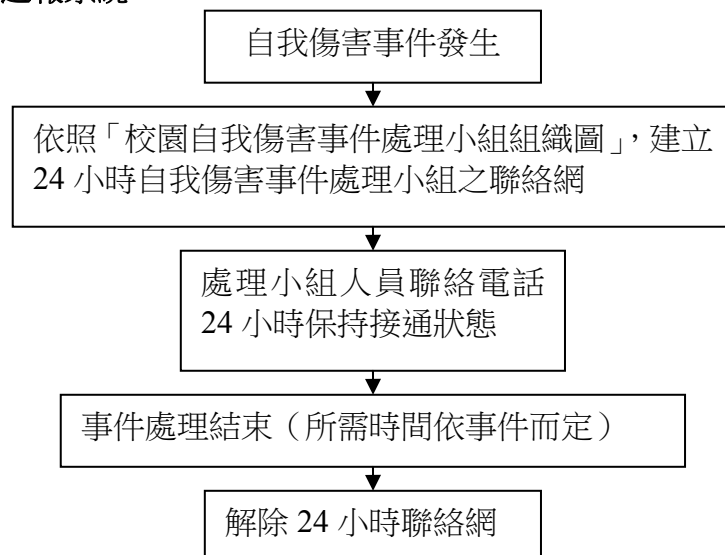 自我傷害事件發生
依照「校園自我傷害事件處理小組組織圖」，建立
24 小時自我傷害事件處理小組之聯絡網
處理小組人員聯絡電話
24 小時保持接通狀態
事件處理結束（所需時間依事件而定）
解除 24 小時聯絡網